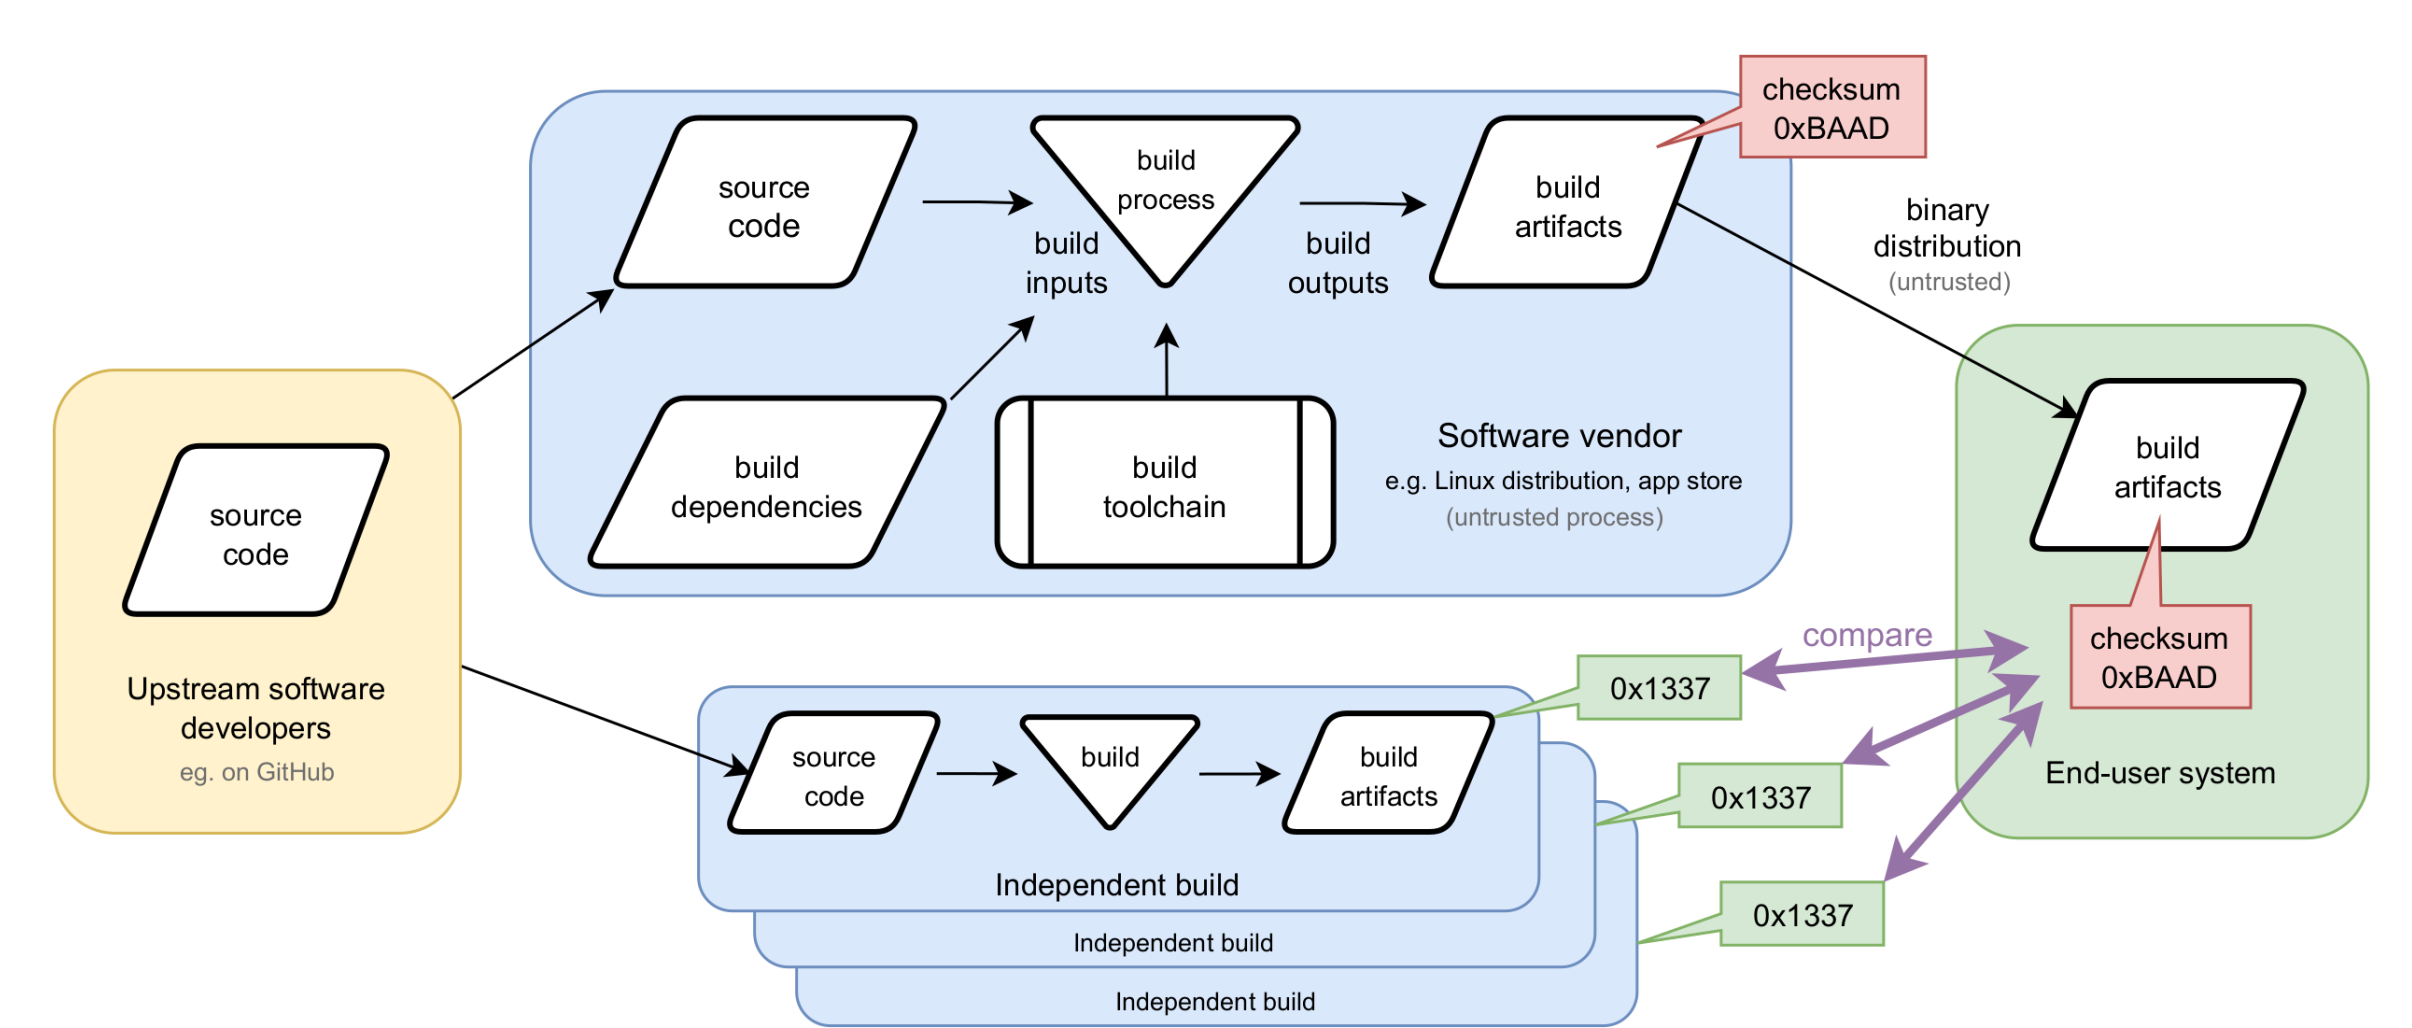 checksum
0xBAAD
source
code
build
process
build
artifacts
build
inputs
build
outputs
binary
distribution
(untrusted)
build
dependencies
build
toolchain
Software vendor
e.g. Linux distribution, app store
(untrusted process)
source
code
Upstream software
developers
eg. on GitHub
build
artifacts
checksum
0xBAAD
End-user system
compare
0x1337
0x1337
0x1337
source
code
build
build
artifacts
Independent build
Independent build
Independent build